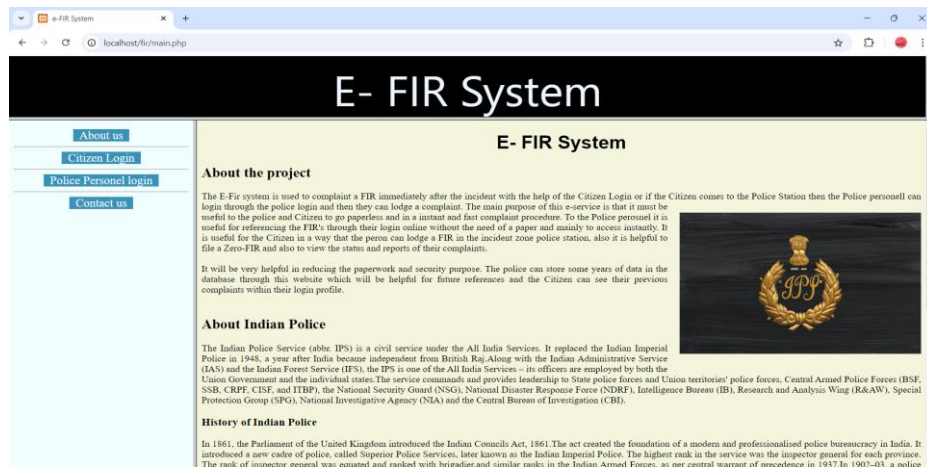 e-FIR System
localhost/fir/main.php
E- FIR System
About us
Citizen Login
Police Personel login
Contact us
E- FIR System
About the project
The E-Fir system is used to complaint a FIR immediately after the incident with the help of the Citizen Login or if the Citizen comes to the Police Station then the Police personell can
login through the police login and then they can lodge a complaint. The main purpose of this e-service is that it must be
useful to the police and Citizen to go paperless and in a instant and fast complaint procedure. To the Police persnuel it is
useful for referencing the FIR's through their login online without the need of a paper and mainly to access instantly. It
is useful for the Citizen in a way that the peron can lodge a FIR in the incident zone police station, also it is helpful to
file a Zero-FIR and also to view the status and reports of their complaints.
It will be very helpful in reducing the paperwork and security purpose. The police can store some years of data in the
database through this website which will be helpful for future references and the Citizen can see their previous
complaints within their login profile.
IPS
About Indian Police
The Indian Police Service (abbr. IPS) is a civil service under the All India Services. It replaced the Indian Imperial
Police in 1948, a year after India became independent from British Raj.Along with the Indian Administrative Service
(IAS) and the Indian Forest Service (IFS), the IPS is one of the All India Services – its officers are employed by both the
Union Government and the individual states.The service commands and provides leadership to State police forces and Union territories' police forces, Central Armed Police Forces (BSF,
SSB, CRPF, CISF, and ITBP), the National Security Guard (NSG), National Disaster Response Force (NDRF), Intelligence Bureau (IB), Research and Analysis Wing (R&AW), Special
Protection Group (SPG), National Investigative Agency (NIA) and the Central Bureau of Investigation (CBI).
History of Indian Police
In 1861, the Parliament of the United Kingdom introduced the Indian Councils Act, 1861.The act created the foundation of a modern and professionalised police bureaucracy in India. It
introduced a new cadre of police, called Superior Police Services, later known as the Indian Imperial Police. The highest rank in the service was the inspector general for each province.
The rank of inspector general was equated and ranked with brigadier,and similar ranks in the Indian Armed Forces, as per central warrant of precedence in 1937.In 1902–03, a police